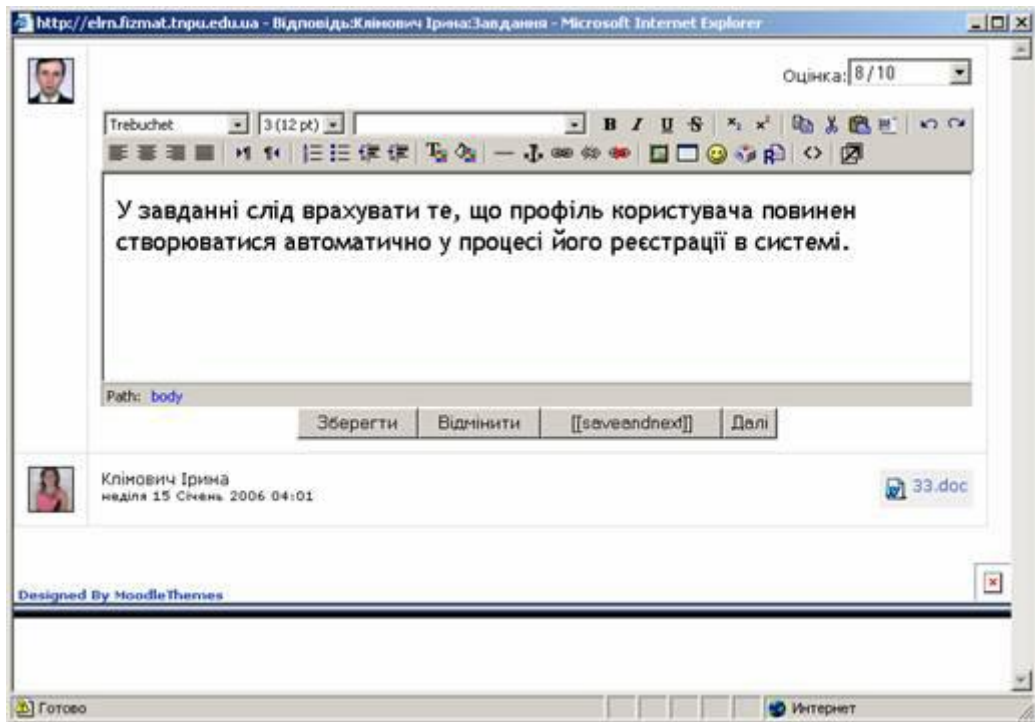 http://elrn.fizmat.tnpu.edu.ua - Відповідь:Клімович Ірина:Завдання - Microsoft Internet Explorer
Оцінка: 8 / 10
Trebuchet 3 (12 pt) B I U S
У завданні слід врахувати те, що профіль користувача повинен
створюватися автоматично у процесі його реєстрації в системі.
Path: body
Зберегти Відмінити [[saveandnext]] Далі
Клімович Ірина
неділя 15 Січень 2006 04:01
33.doc
Designed By MoodleThemes
Готово Интернет